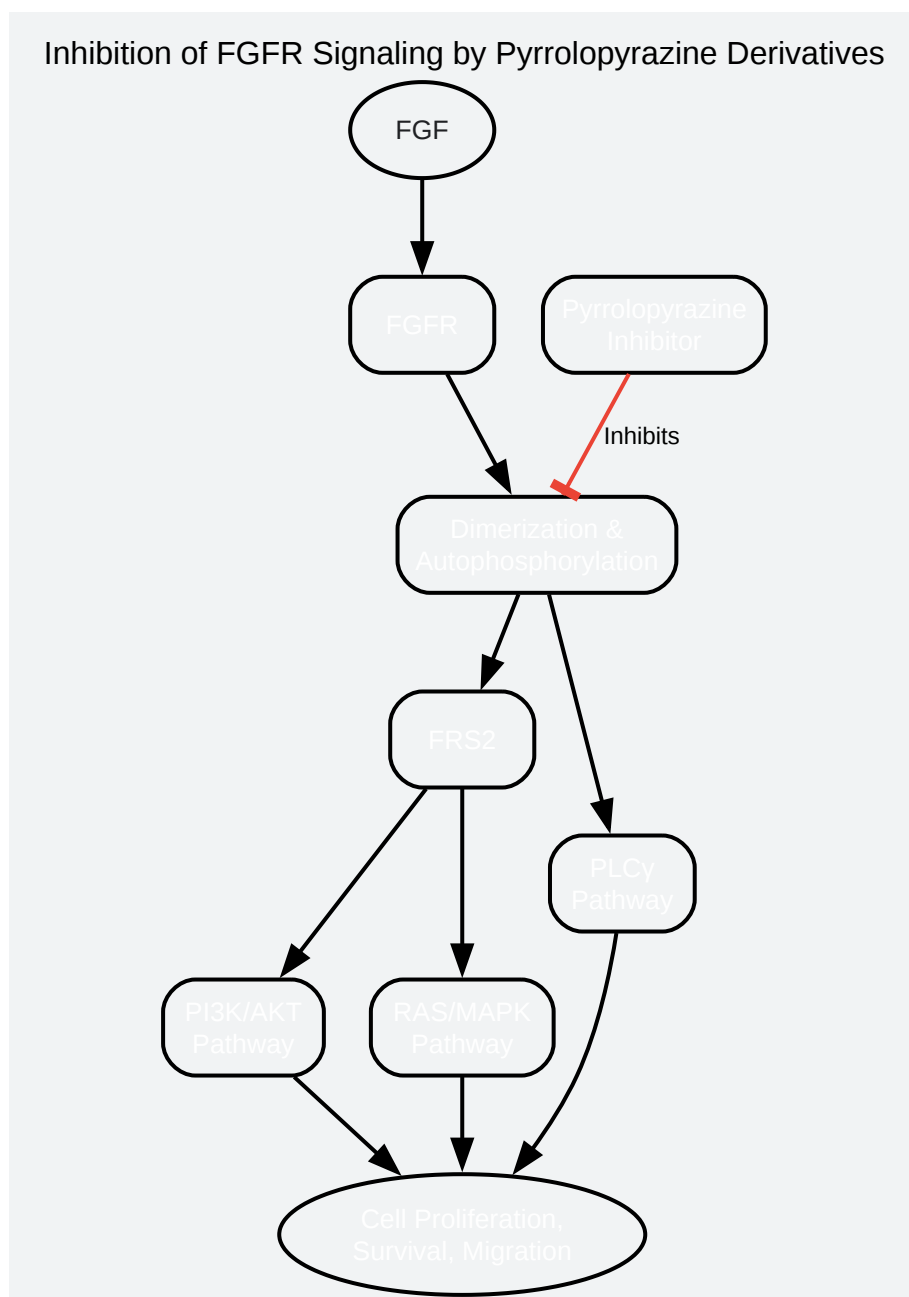 Inhibition of FGFR Signaling by Pyrrolopyrazine Derivatives
FGF
FGFR
Pyrrolopyrazine
Inhibitor
Inhibits
Dimerization &
Autophosphorylation
FRS2
PLCγ
Pathway
PI3K/AKT
Pathway
RAS/MAPK
Pathway
Cell Proliferation,
Survival, Migration